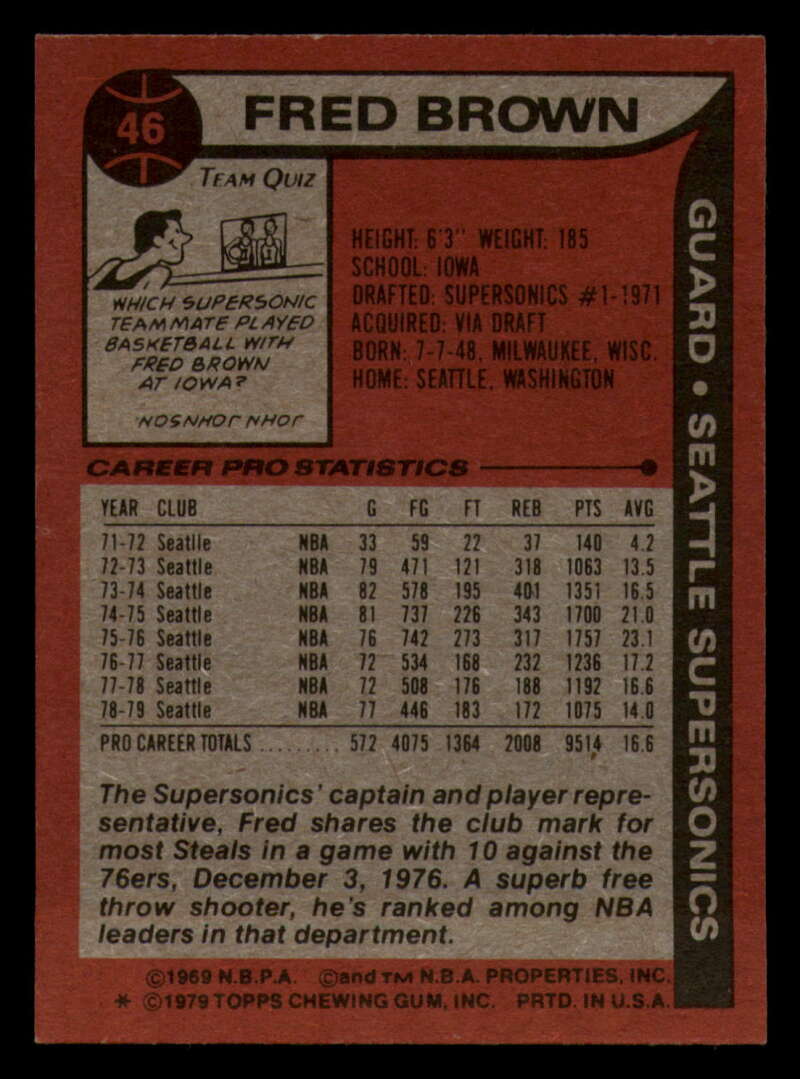 46
FRED BROWN
TEAM QUIZ
WHICH SUPERSONIC
TEAMMATE PLAYED
BASKETBALL WITH
FRED BROWN
AT IOWA?
JOHN JOHNSON
HEIGHT: 6'3" WEIGHT: 185
SCHOOL: IOWA
DRAFTED: SUPERSONICS #1-1971
ACQUIRED: VIA DRAFT
BORN: 7-7-48, MILWAUKEE, WISC.
HOME: SEATTLE, WASHINGTON
GUARD • SEATTLE SUPERSONICS
CAREER PRO STATISTICS
YEAR CLUB G FG FT REB PTS AVG
71-72 Seattle NBA 33 59 22 37 140 4.2
72-73 Seattle NBA 79 471 121 318 1063 13.5
73-74 Seattle NBA 82 578 195 401 1351 16.5
74-75 Seattle NBA 81 737 226 343 1700 21.0
75-76 Seattle NBA 76 742 273 317 1757 23.1
76-77 Seattle NBA 72 534 168 232 1236 17.2
77-78 Seattle NBA 72 508 176 188 1192 16.6
78-79 Seattle NBA 77 446 183 172 1075 14.0
PRO CAREER TOTALS ......... 572 4075 1364 2008 9514 16.6
The Supersonics' captain and player repre-
sentative, Fred shares the club mark for
most Steals in a game with 10 against the
76ers, December 3, 1976. A superb free
throw shooter, he's ranked among NBA
leaders in that department.
©1969 N.B.P.A. ©and TM N.B.A. PROPERTIES, INC.
* ©1979 TOPPS CHEWING GUM, INC. PRTD. IN U.S.A.